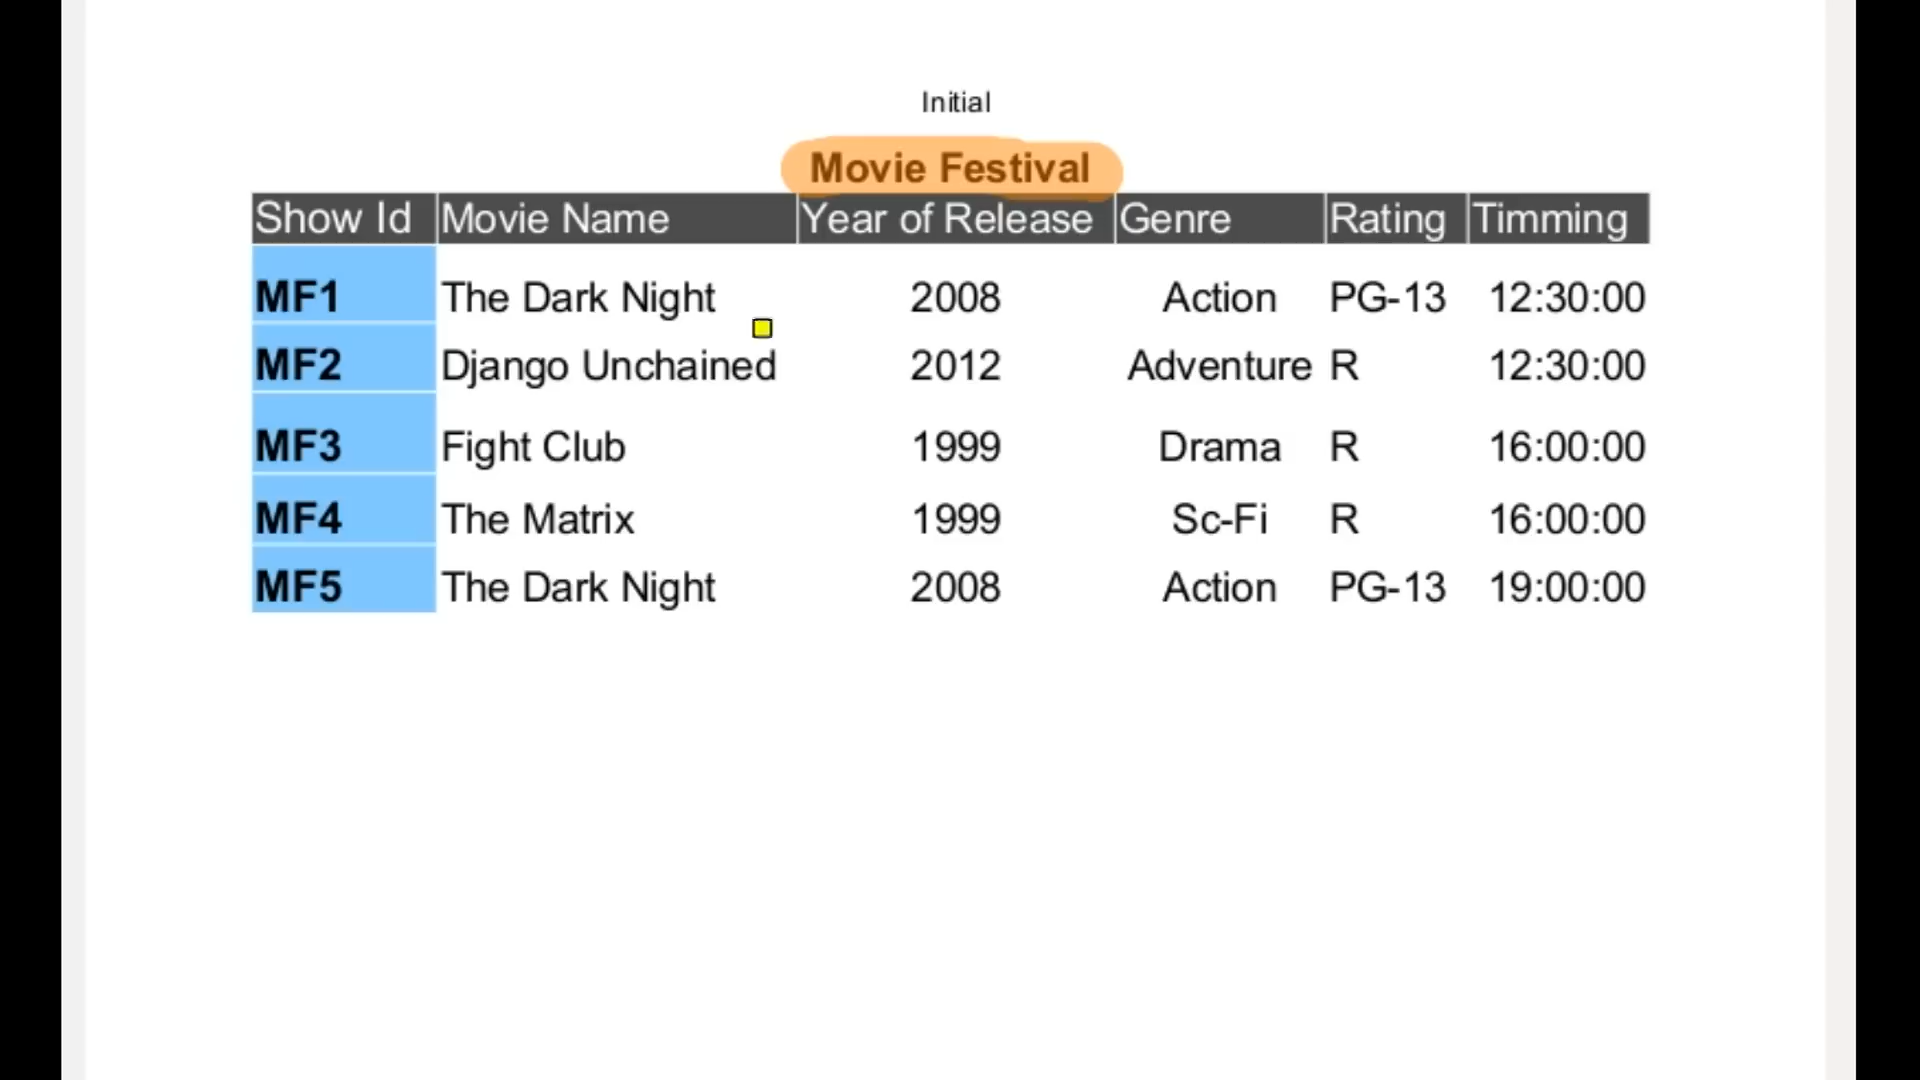 Initial
Movie Festival
Show Id Movie Name Year of Release Genre Rating Timming
MF1 The Dark Night 2008 Action PG-13 12:30:00
MF2 Django Unchained 2012 Adventure R 12:30:00
MF3 Fight Club 1999 Drama R 16:00:00
MF4 The Matrix 1999 Sc-Fi R 16:00:00
MF5 The Dark Night 2008 Action PG-13 19:00:00